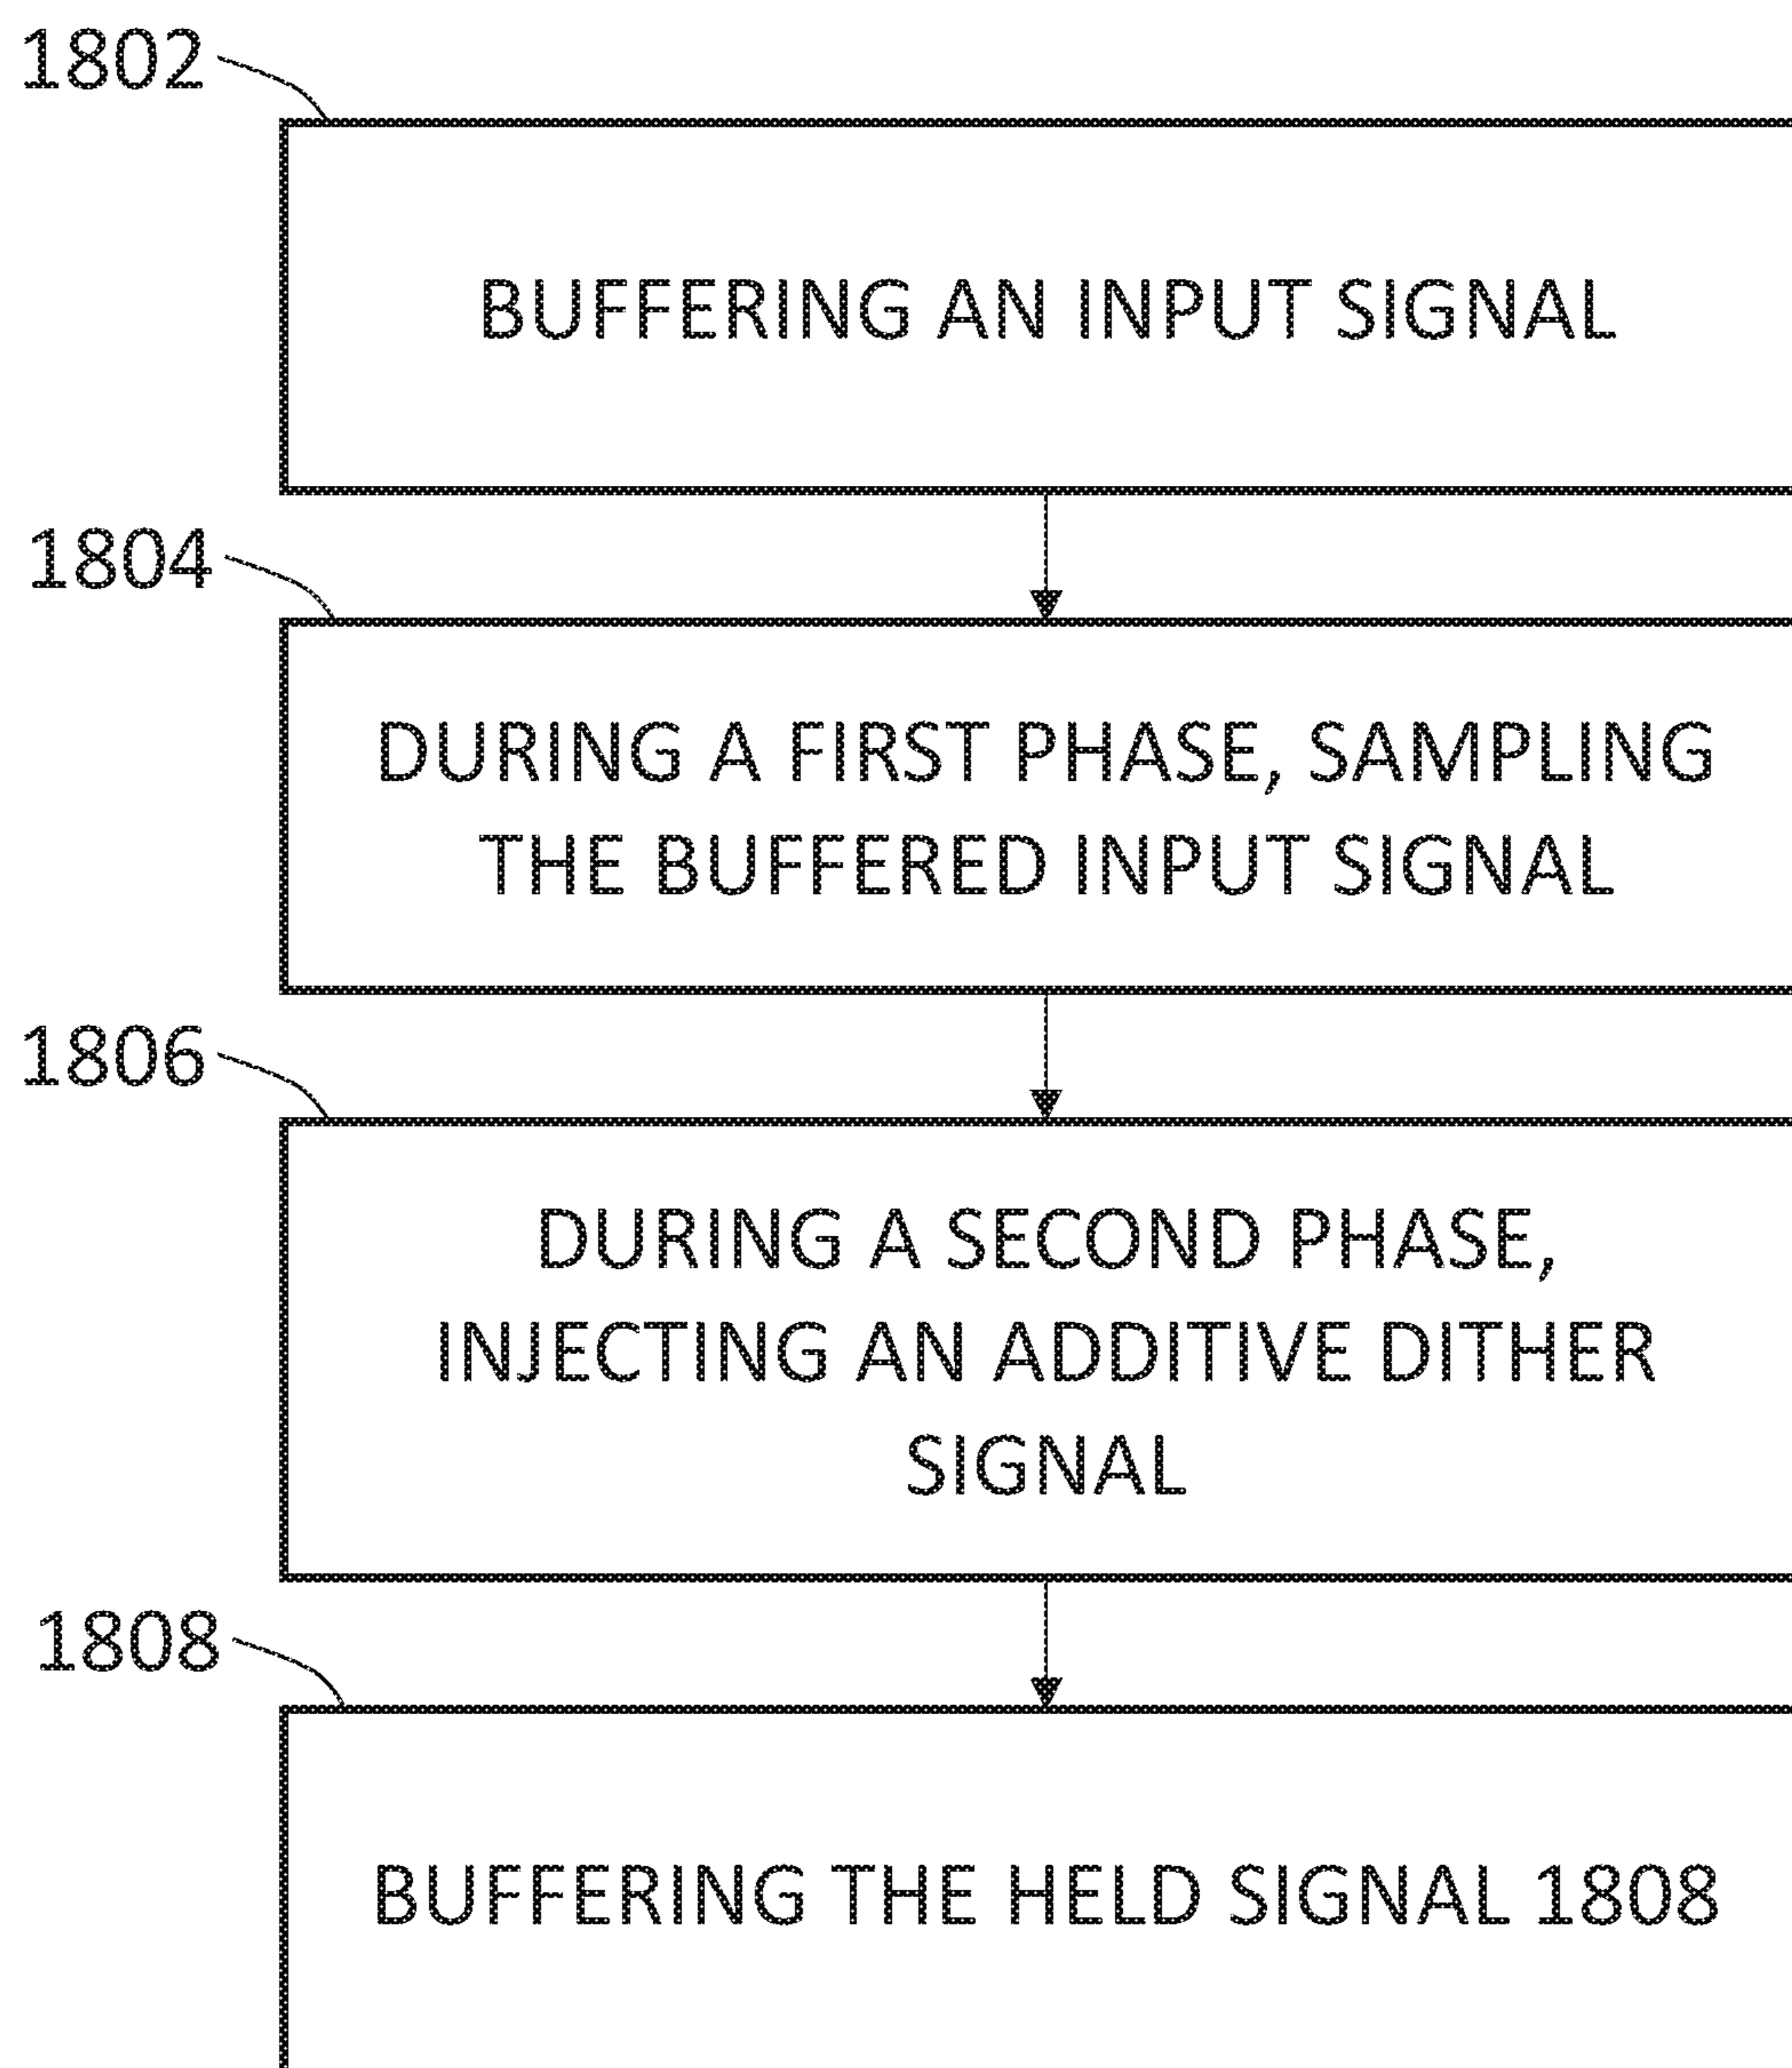 1802
BUFFERING AN INPUT SIGNAL
1804
DURING A FIRST PHASE, SAMPLING
THE BUFFERED INPUT SIGNAL
1806
DURING A SECOND PHASE,
INJECTING AN ADDITIVE DITHER
SIGNAL
1808
BUFFERING THE HELD SIGNAL 1808